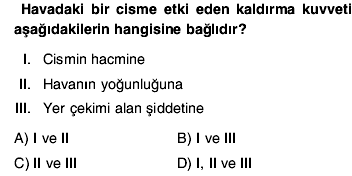 Havadaki bir cisme etki eden kaldırma kuvveti
aşağıdakilerin hangisine bağlıdır?
I. Cismin hacmine
II. Havanın yoğunluğuna
III. Yer çekimi alan şiddetine
A) I ve II B) I ve III
C) II ve III D) I, II ve III